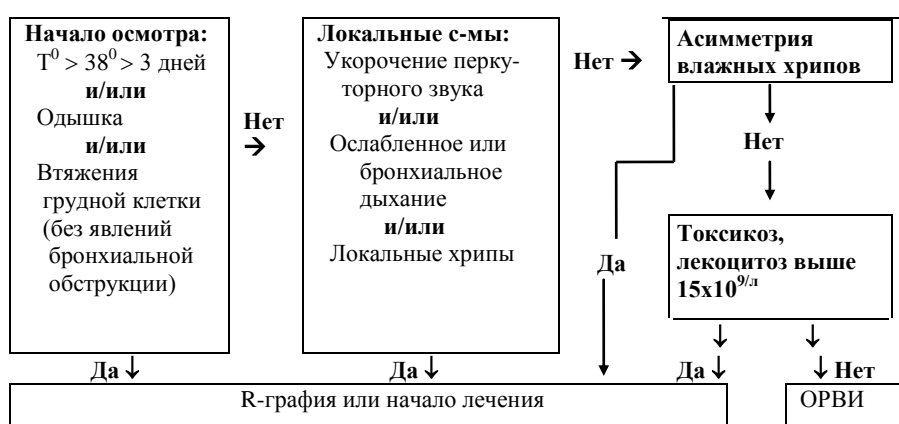 Начало осмотра:
T⁰ > 38⁰ > 3 дней
и/или
Одышка
и/или
Втяжения
грудной клетки
(без явлений
бронхиальной
обструкции)
Нет
→
Локальные с-мы:
Укорочение перку-
торного звука
и/или
Ослабленное или
бронхиальное
дыхание
и/или
Локальные хрипы
Нет →
Асимметрия
влажных хрипов
Нет
Да
Токсикоз,
лекоцитоз выше
15x10⁹/л
Да ↓
Да ↓
Да ↓
↓ Нет
R-графия или начало лечения
ОРВИ